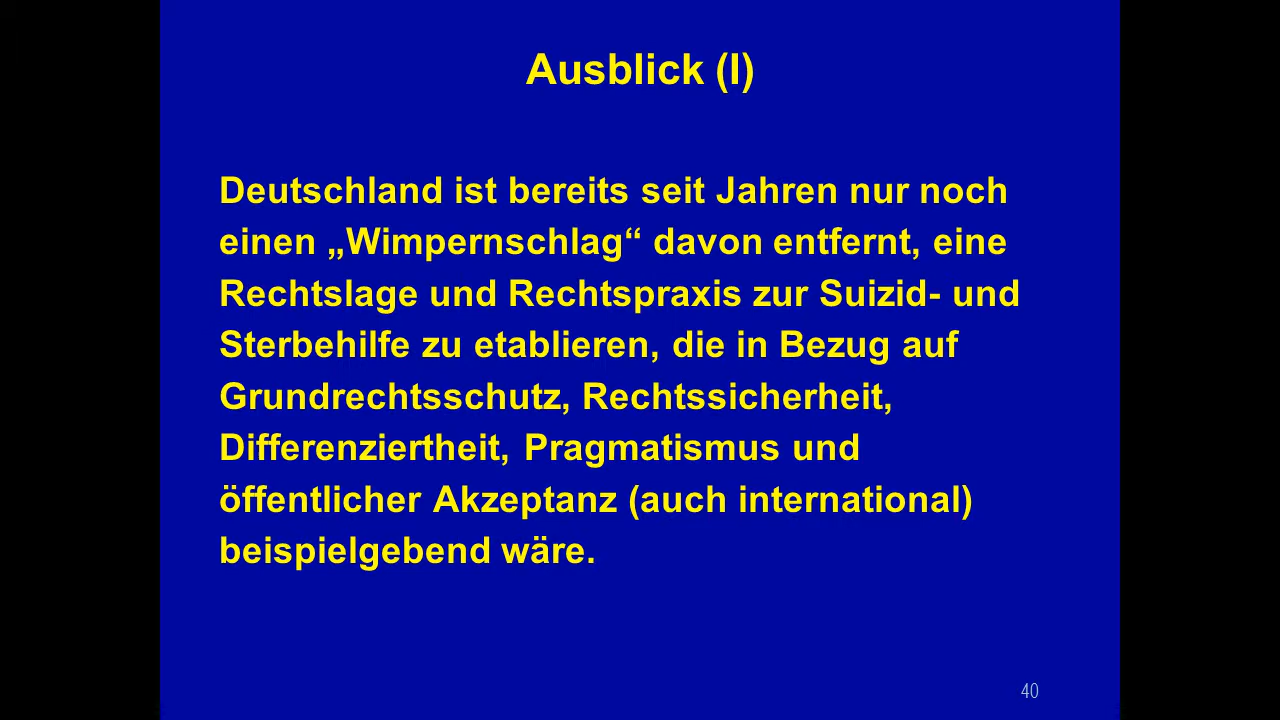 Ausblick (I)
Deutschland ist bereits seit Jahren nur noch
einen „Wimpernschlag“ davon entfernt, eine
Rechtslage und Rechtspraxis zur Suizid- und
Sterbehilfe zu etablieren, die in Bezug auf
Grundrechtsschutz, Rechtssicherheit,
Differenziertheit, Pragmatismus und
öffentlicher Akzeptanz (auch international)
beispielgebend wäre.
40